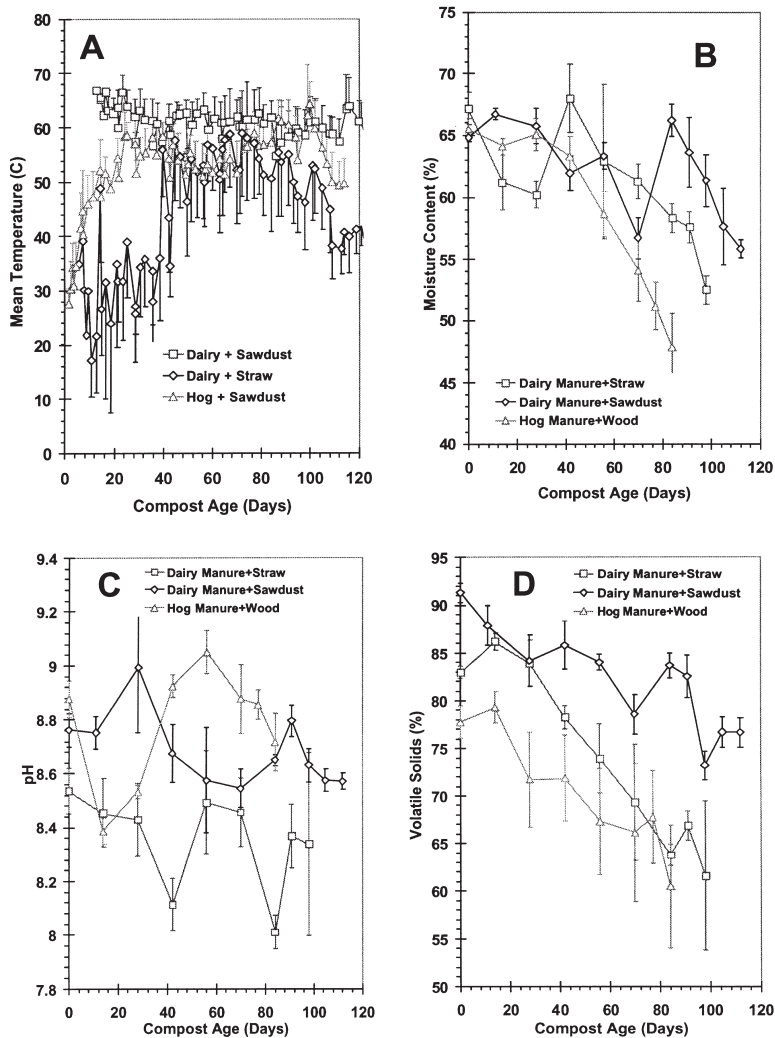 A
Mean Temperature (C)
80
70
60
50
40
30
20
10
0
Dairy + Sawdust
Dairy + Straw
Hog + Sawdust
0 20 40 60 80 100 120
Compost Age (Days)
B
Moisture Content (%)
75
70
65
60
55
50
45
40
Dairy Manure+Straw
Dairy Manure+Sawdust
Hog Manure+Wood
0 20 40 60 80 100 120
Compost Age (Days)
C
pH
9.4
9.2
9
8.8
8.6
8.4
8.2
8
7.8
Dairy Manure+Straw
Dairy Manure+Sawdust
Hog Manure+Wood
0 20 40 60 80 100 120
Compost Age (Days)
D
Volatile Solids (%)
95
90
85
80
75
70
65
60
55
50
Dairy Manure+Straw
Dairy Manure+Sawdust
Hog Manure+Wood
0 20 40 60 80 100 120
Compost Age (Days)